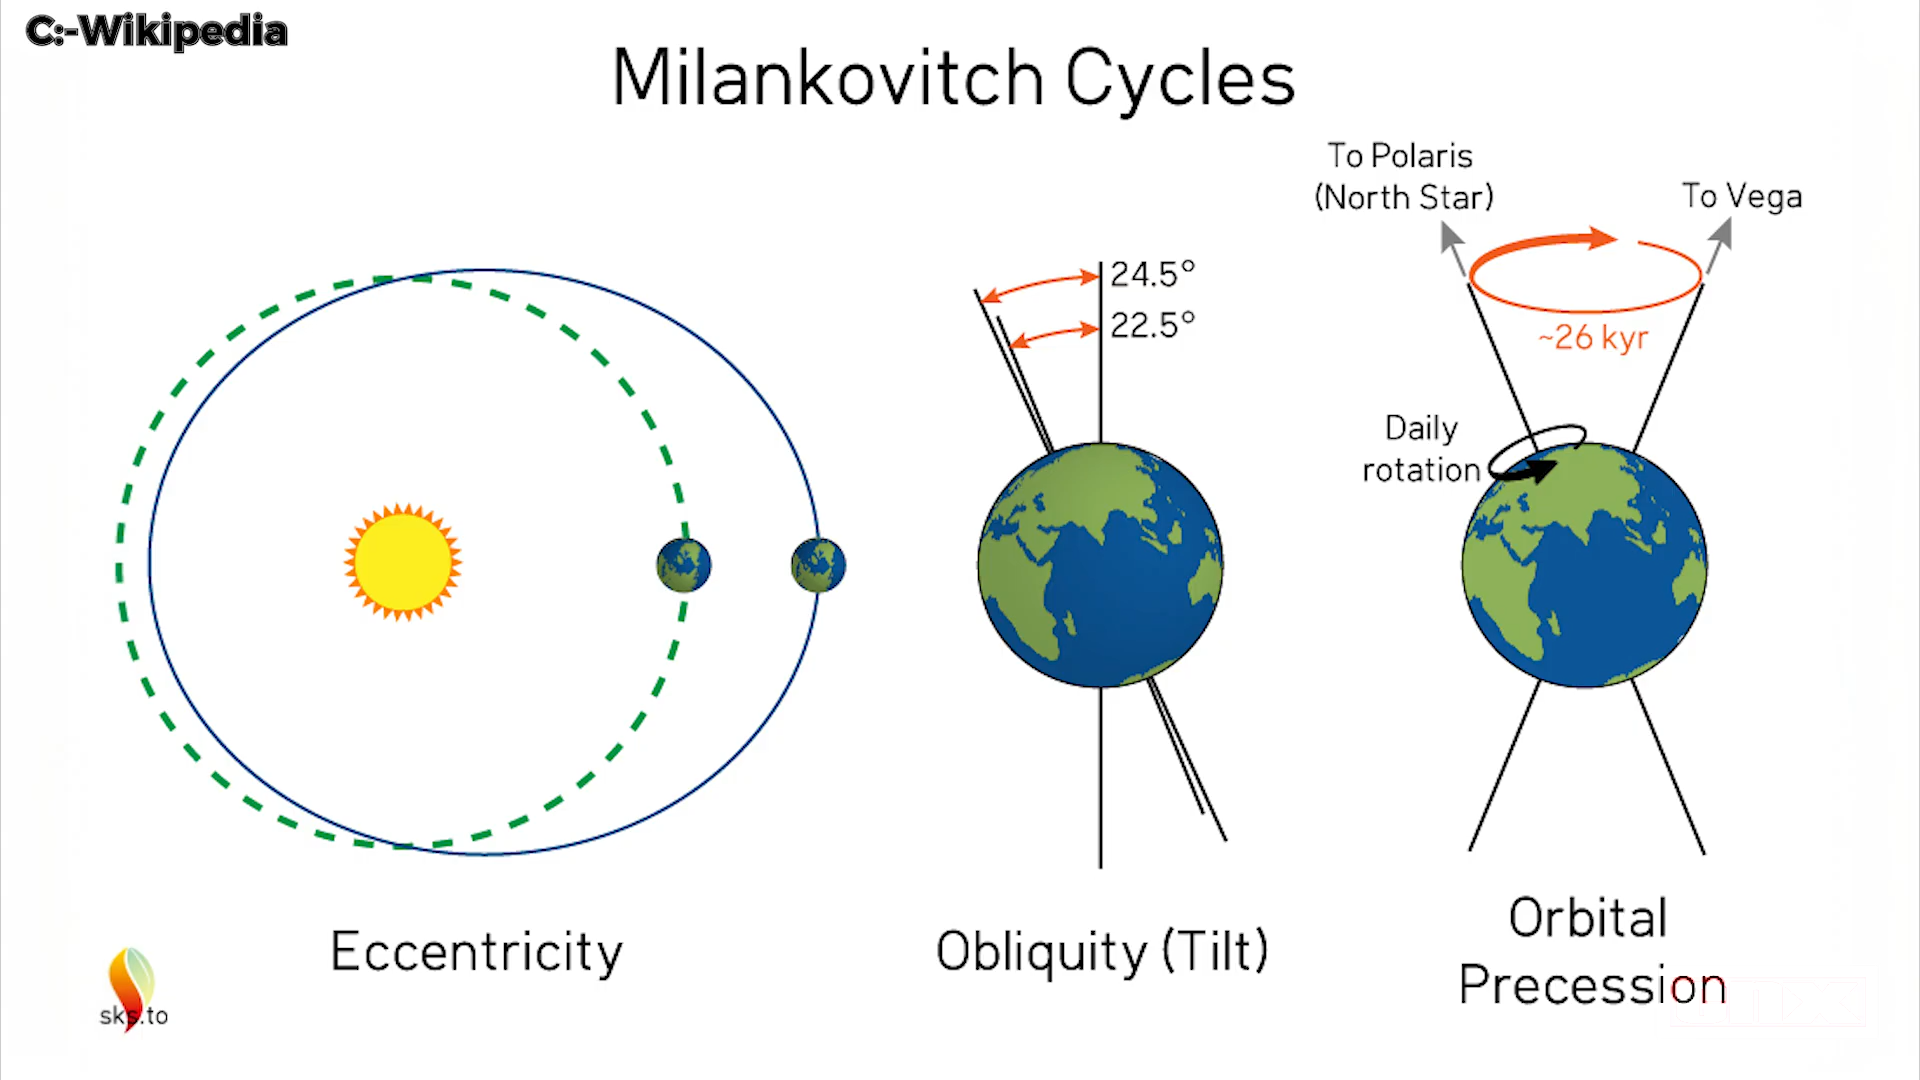 C:-Wikipedia
Milankovitch Cycles
To Polaris
(North Star)
To Vega
24.5°
22.5°
~26 kyr
Daily
rotation
Eccentricity
Obliquity (Tilt)
Orbital
Precession
sks.to